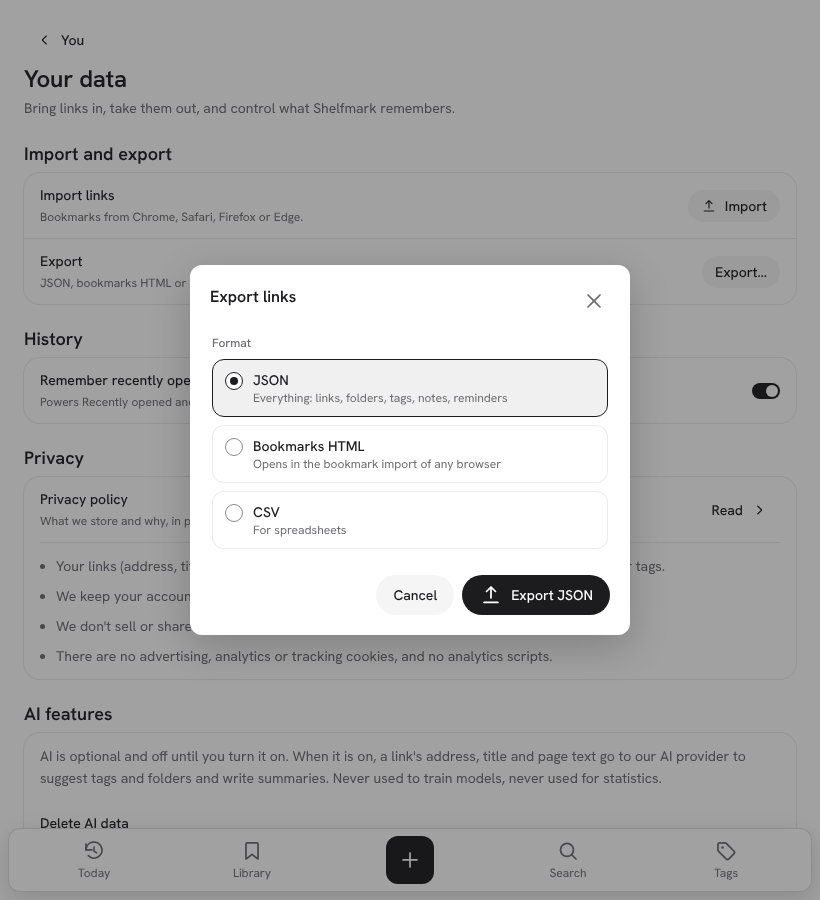 You
Your data
Bring links in, take them out, and control what Shelfmark remembers.
Import and export
Import links
Bookmarks from Chrome, Safari, Firefox or Edge.
Import
Export
JSON, bookmarks HTML or
Export...
Export links
Format
JSON
Everything: links, folders, tags, notes, reminders
Bookmarks HTML
Opens in the bookmark import of any browser
CSV
For spreadsheets
Cancel
Export JSON
History
Remember recently ope
Powers Recently opened an
Privacy
Privacy policy
What we store and why, in p
Read
Your links (address, ti
r tags.
We keep your accoun
We don't sell or share
There are no advertising, analytics or tracking cookies, and no analytics scripts.
AI features
AI is optional and off until you turn it on. When it is on, a link's address, title and page text go to our AI provider to
suggest tags and folders and write summaries. Never used to train models, never used for statistics.
Delete AI data
Today
Library
Search
Tags